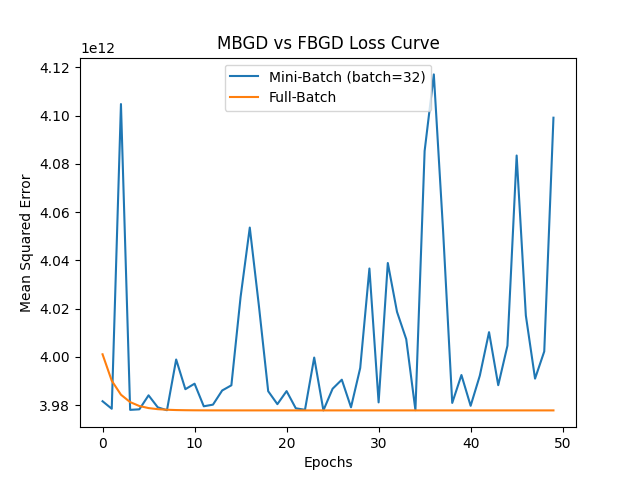 MBGD vs FBGD Loss Curve
1e12
Mini-Batch (batch=32)
Full-Batch
4.12
4.10
4.08
4.06
4.04
4.02
4.00
3.98
Mean Squared Error
0 10 20 30 40 50
Epochs